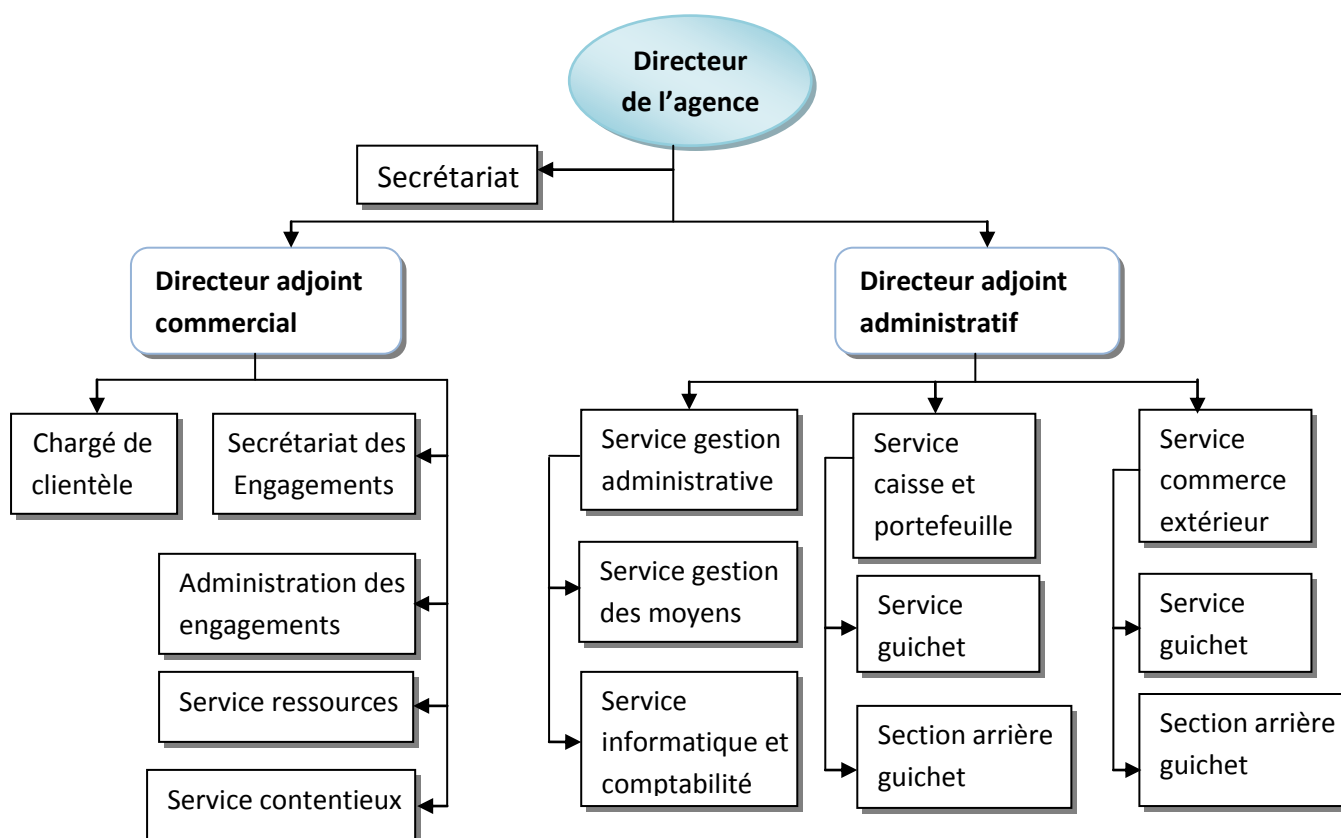 Directeur
de l’agence
Secrétariat
Directeur adjoint
commercial
Directeur adjoint
administratif
Chargé de
clientèle
Secrétariat des
Engagements
Administration des
engagements
Service ressources
Service contentieux
Service gestion
administrative
Service gestion
des moyens
Service
informatique et
comptabilité
Service
caisse et
portefeuille
Service
guichet
Section arrière
guichet
Service
commerce
extérieur
Service
guichet
Section arrière
guichet